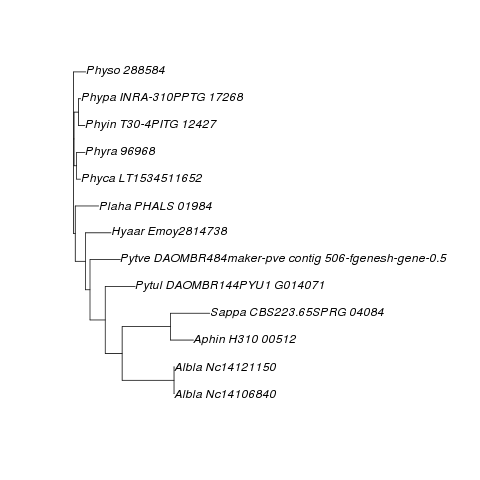 Physo 288584
Phypa INRA-310PPTG 17268
Phyin T30-4PITG 12427
Phyra 96968
Phyca LT1534511652
Plaha PHALS 01984
Hyaar Emoy2814738
Pytve DAOMBR484maker-pve contig 506-fgenesh-gene-0.5
Pytul DAOMBR144PYU1 G014071
Sappa CBS223.65SPRG 04084
Aphin H310 00512
Albla Nc14121150
Albla Nc14106840